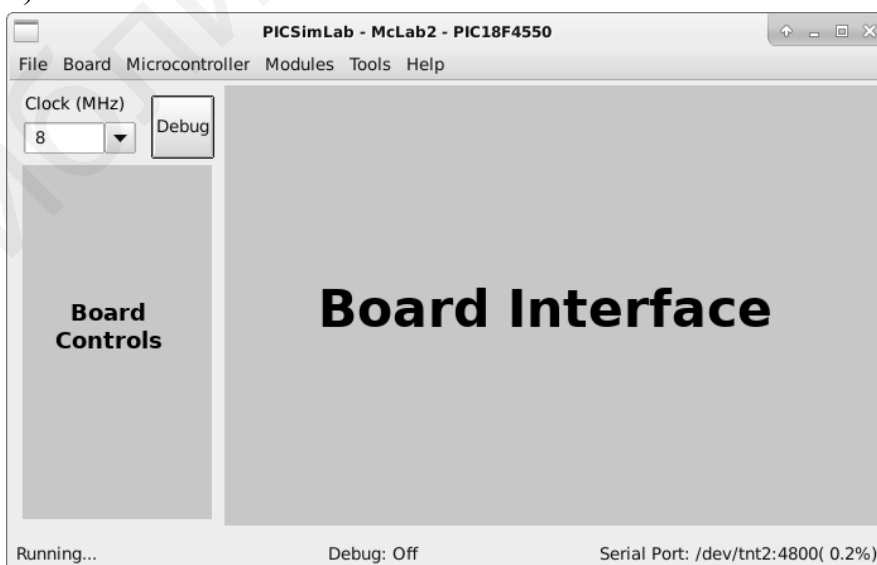 PICSimLab - McLab2 - PIC18F4550
File Board Microcontroller Modules Tools Help
Clock (MHz)
8
Debug
Board
Controls
Board Interface
Running...
Debug: Off
Serial Port: /dev/tnt2:4800( 0.2%)